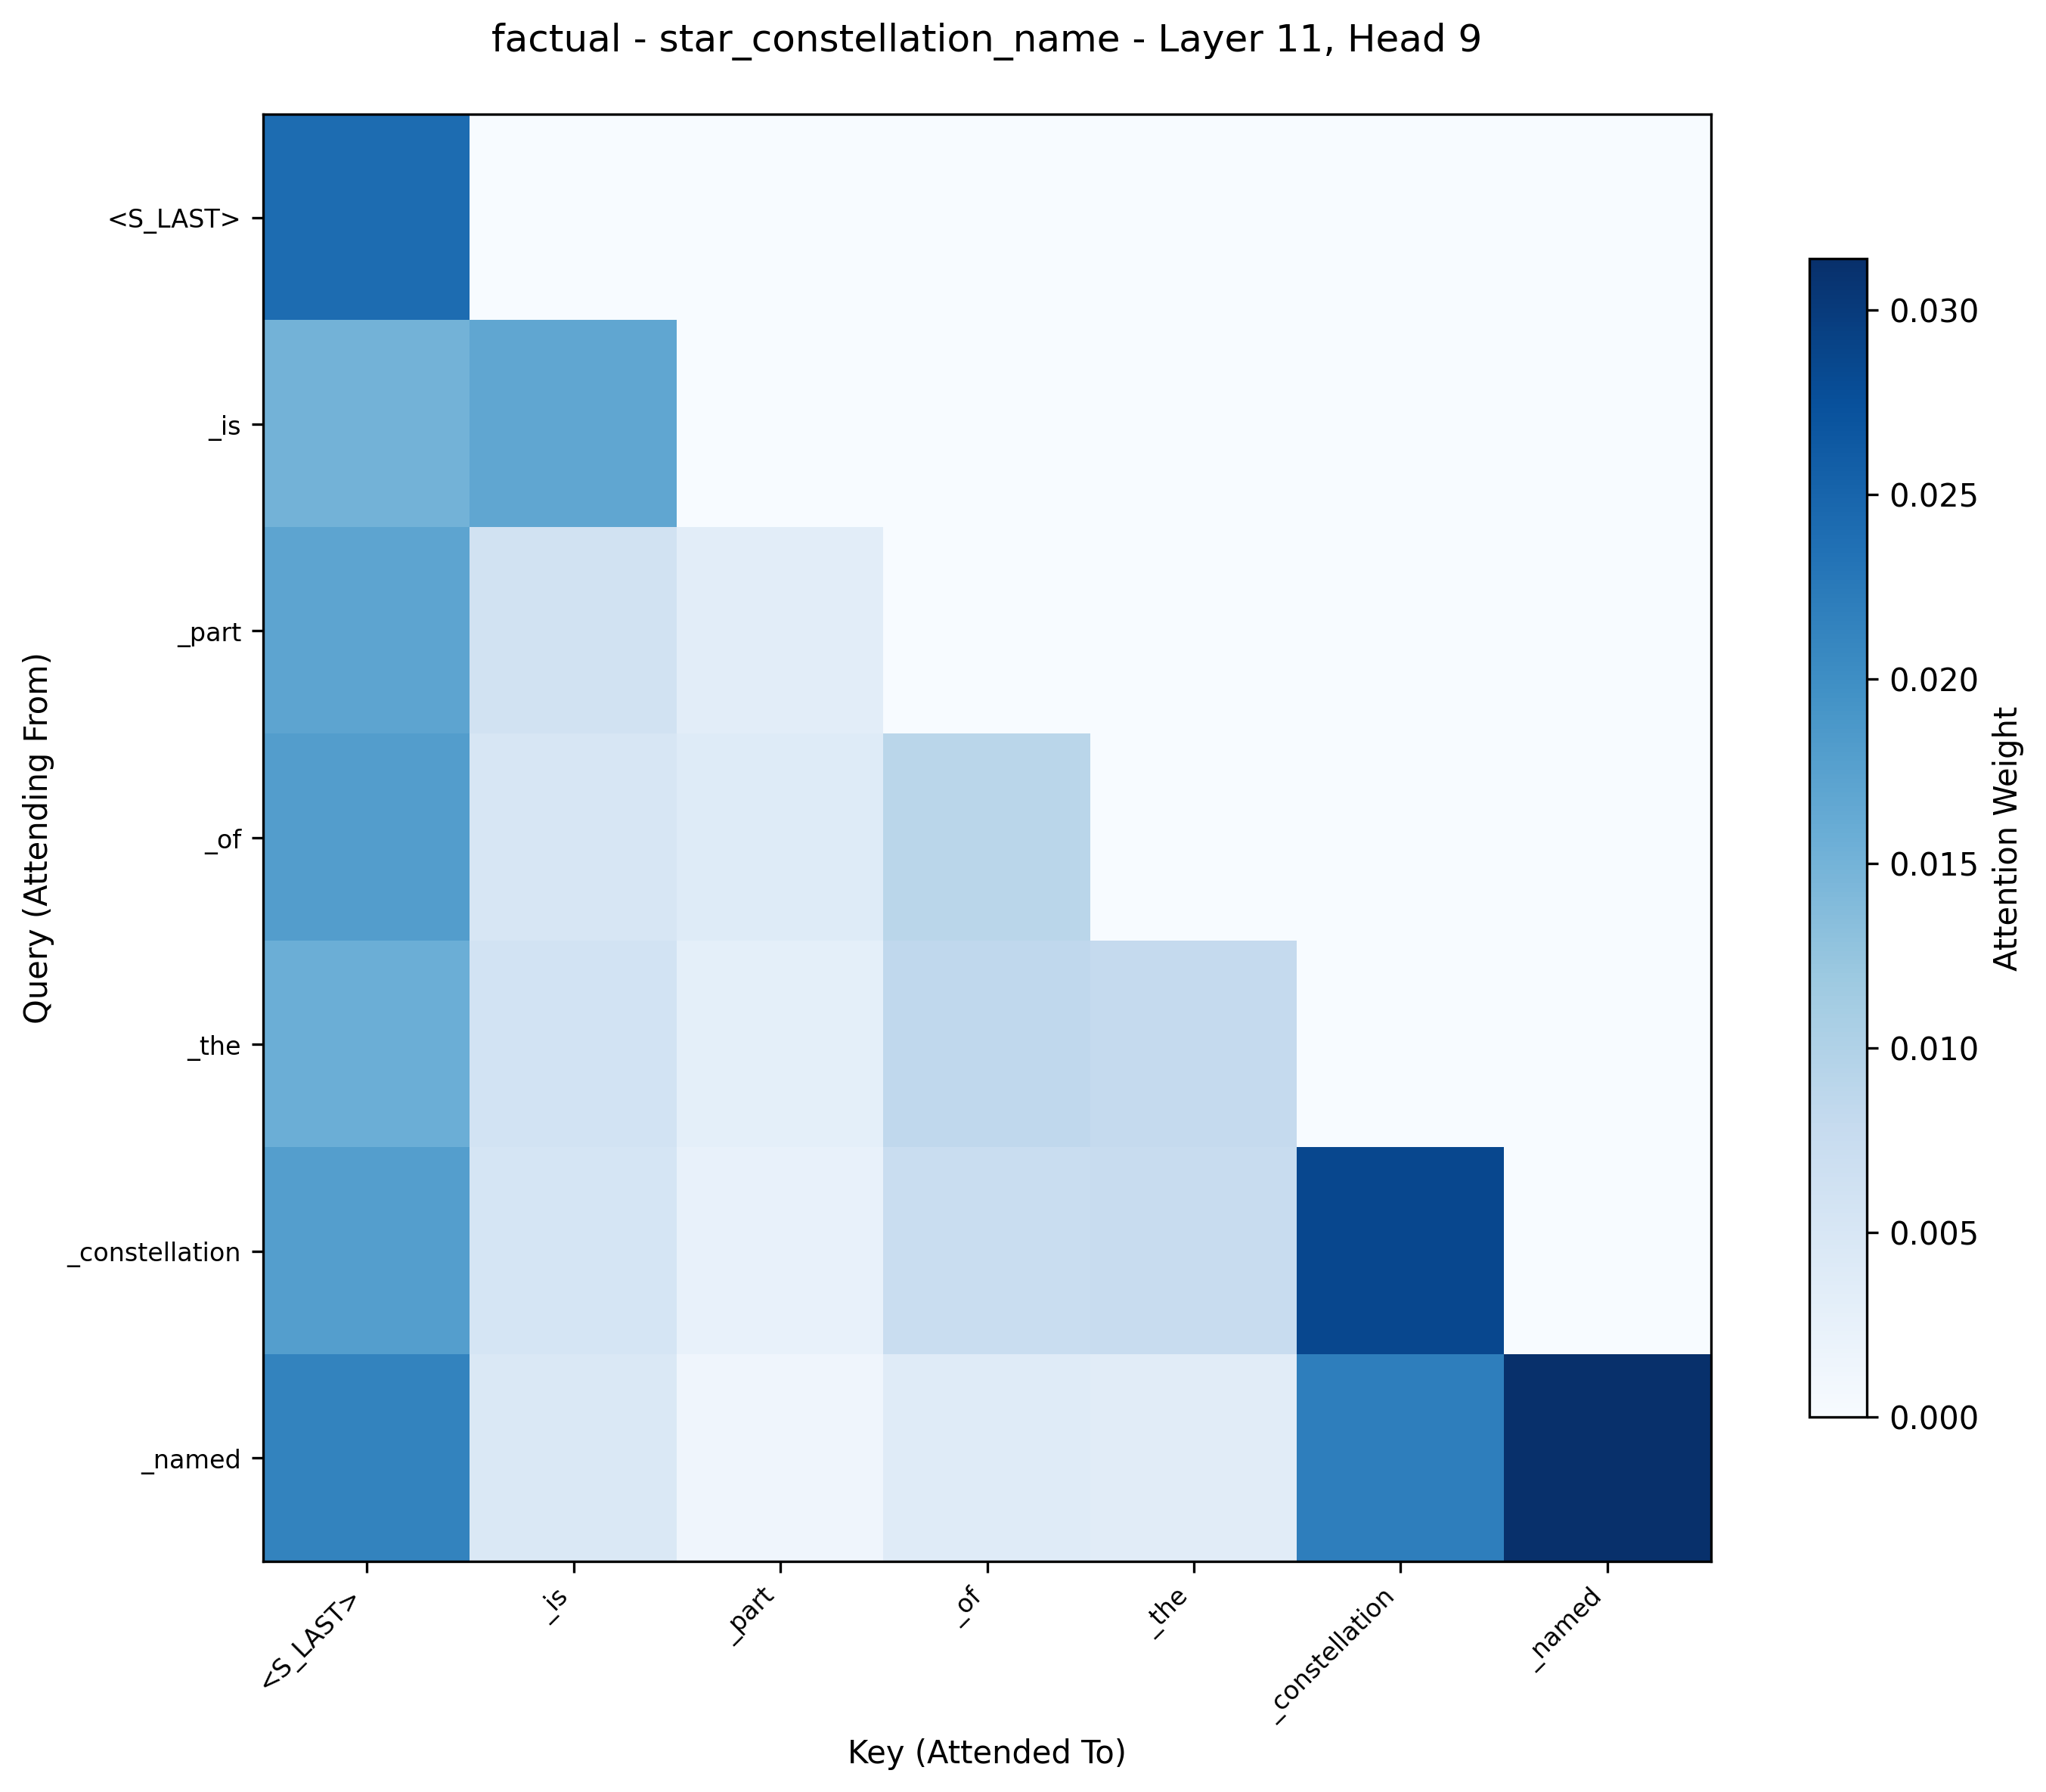 factual - star_constellation_name - Layer 11, Head 9
Query (Attending From)
<S_LAST>
_is
_part
_of
_the
_constellation
_named
<S_LAST>
_is
_part
_of
_the
_constellation
_named
Key (Attended To)
0.030
0.025
0.020
0.015
0.010
0.005
0.000
Attention Weight